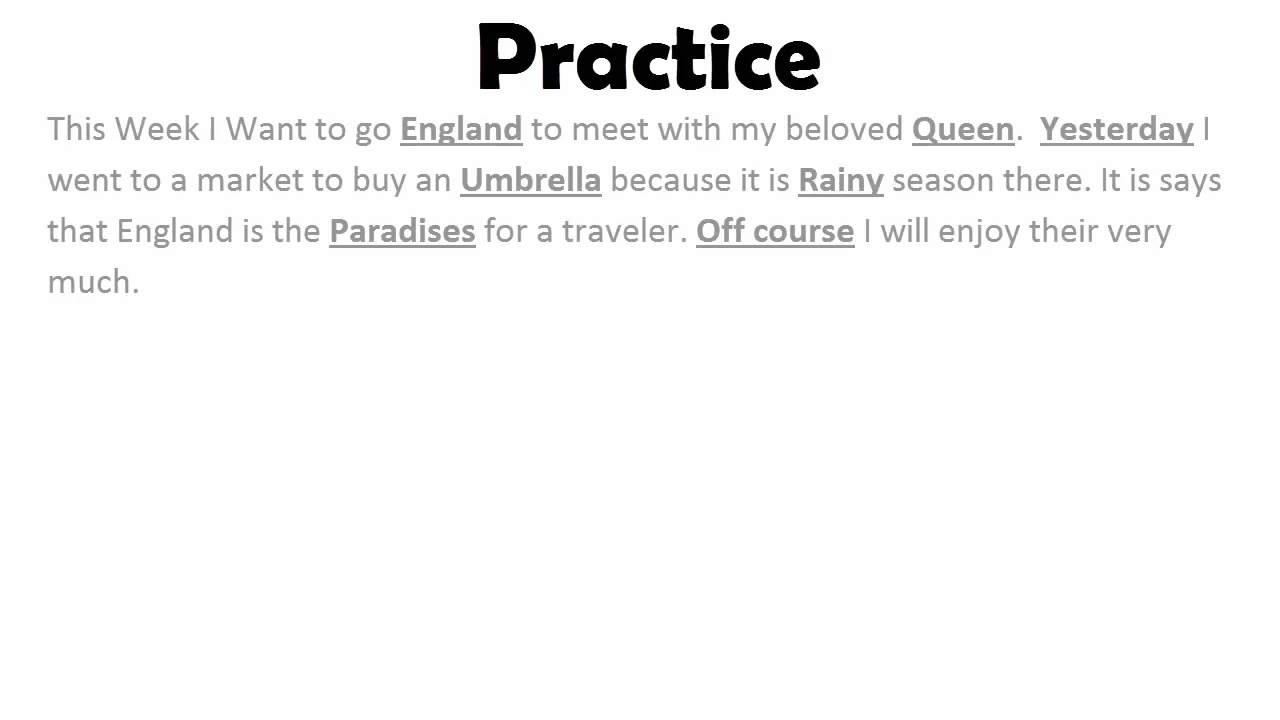 Practice
This Week I Want to go England to meet with my beloved Queen.  Yesterday I
went to a market to buy an Umbrella because it is Rainy season there. It is says
that England is the Paradises for a traveler. Off course I will enjoy their very
much.